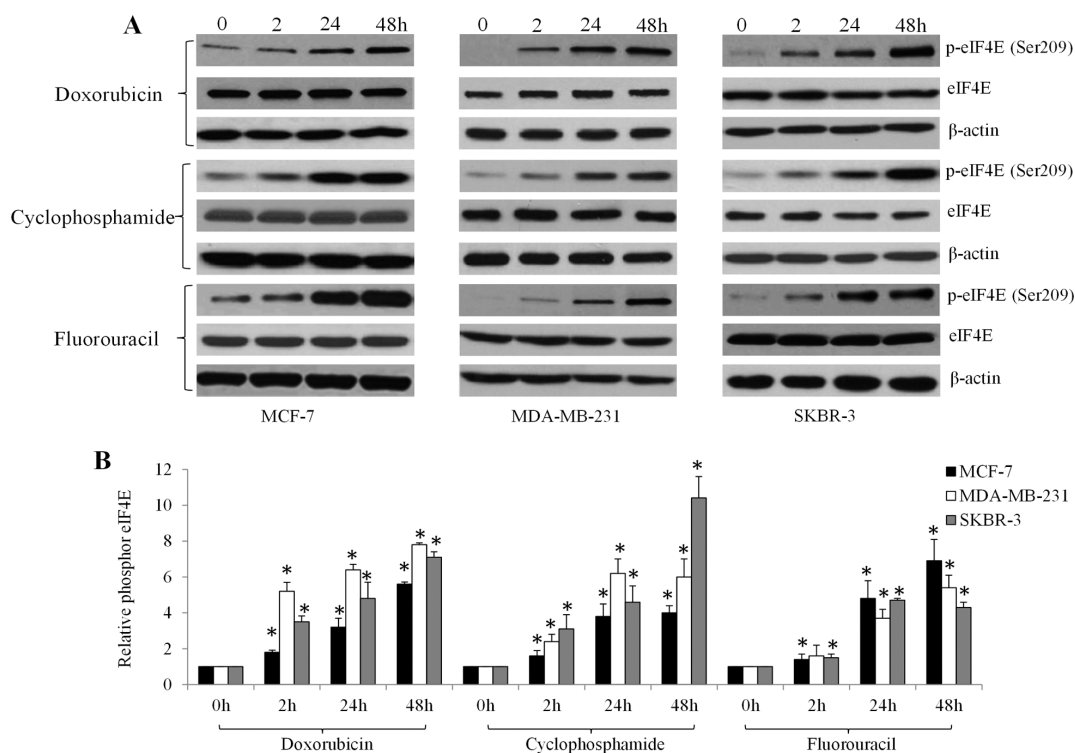 A
0 2 24 48h
0 2 24 48h
0 2 24 48h
Doxorubicin
p-eIF4E (Ser209)
eIF4E
β-actin
Cyclophosphamide
p-eIF4E (Ser209)
eIF4E
β-actin
Fluorouracil
p-eIF4E (Ser209)
eIF4E
β-actin
MCF-7
MDA-MB-231
SKBR-3
B
Relative phosphor eIF4E
12
10
8
6
4
2
0
* * * * * * * * *
* * * * * * * * *
* * * * * * * *
MCF-7
MDA-MB-231
SKBR-3
0h 2h 24h 48h 0h 2h 24h 48h 0h 2h 24h 48h
Doxorubicin
Cyclophosphamide
Fluorouracil